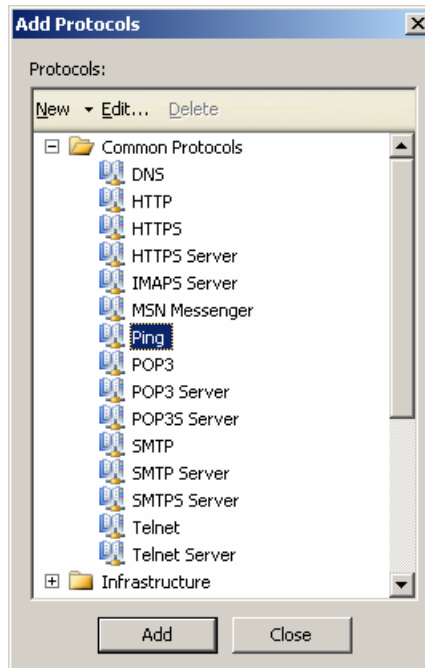 Add Protocols
Protocols:
New Edit... Delete
Common Protocols
DNS
HTTP
HTTPS
HTTPS Server
IMAPS Server
MSN Messenger
Ping
POP3
POP3 Server
POP3S Server
SMTP
SMTP Server
SMTPS Server
Telnet
Telnet Server
Infrastructure
Add Close